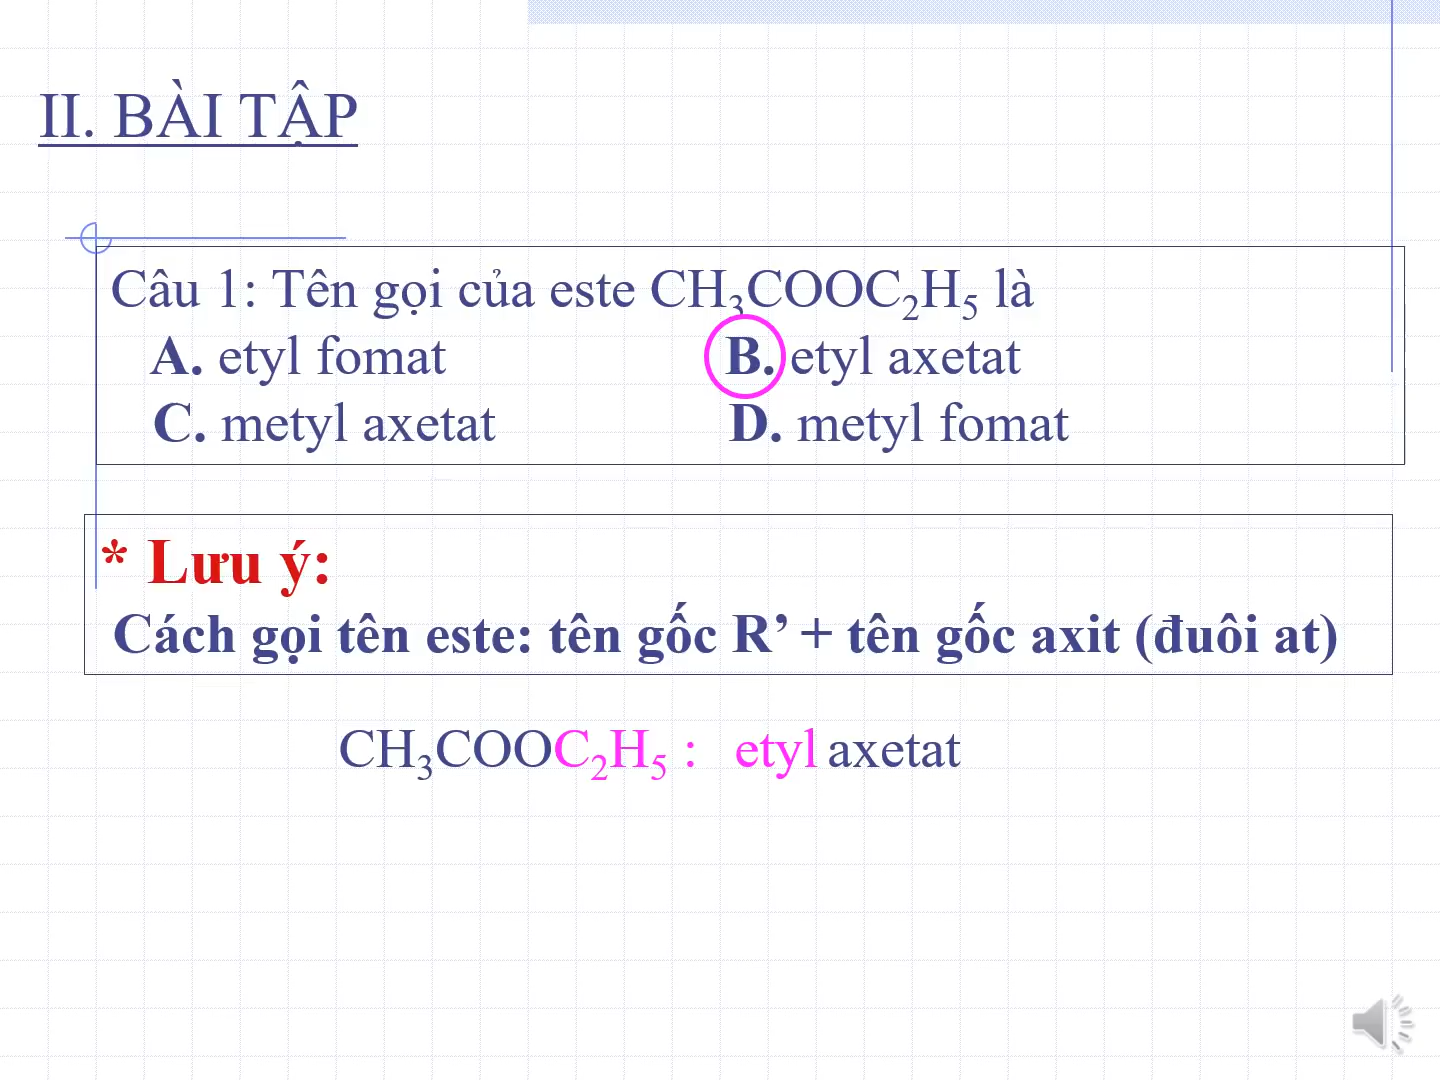 II. BÀI TẬP
Câu 1: Tên gọi của este CH₃COOC₂H₅ là
A. etyl fomat B. etyl axetat
C. metyl axetat D. metyl fomat
* Lưu ý:
Cách gọi tên este: tên gốc R’ + tên gốc axit (đuôi at)
CH₃COOC₂H₅ : etyl axetat